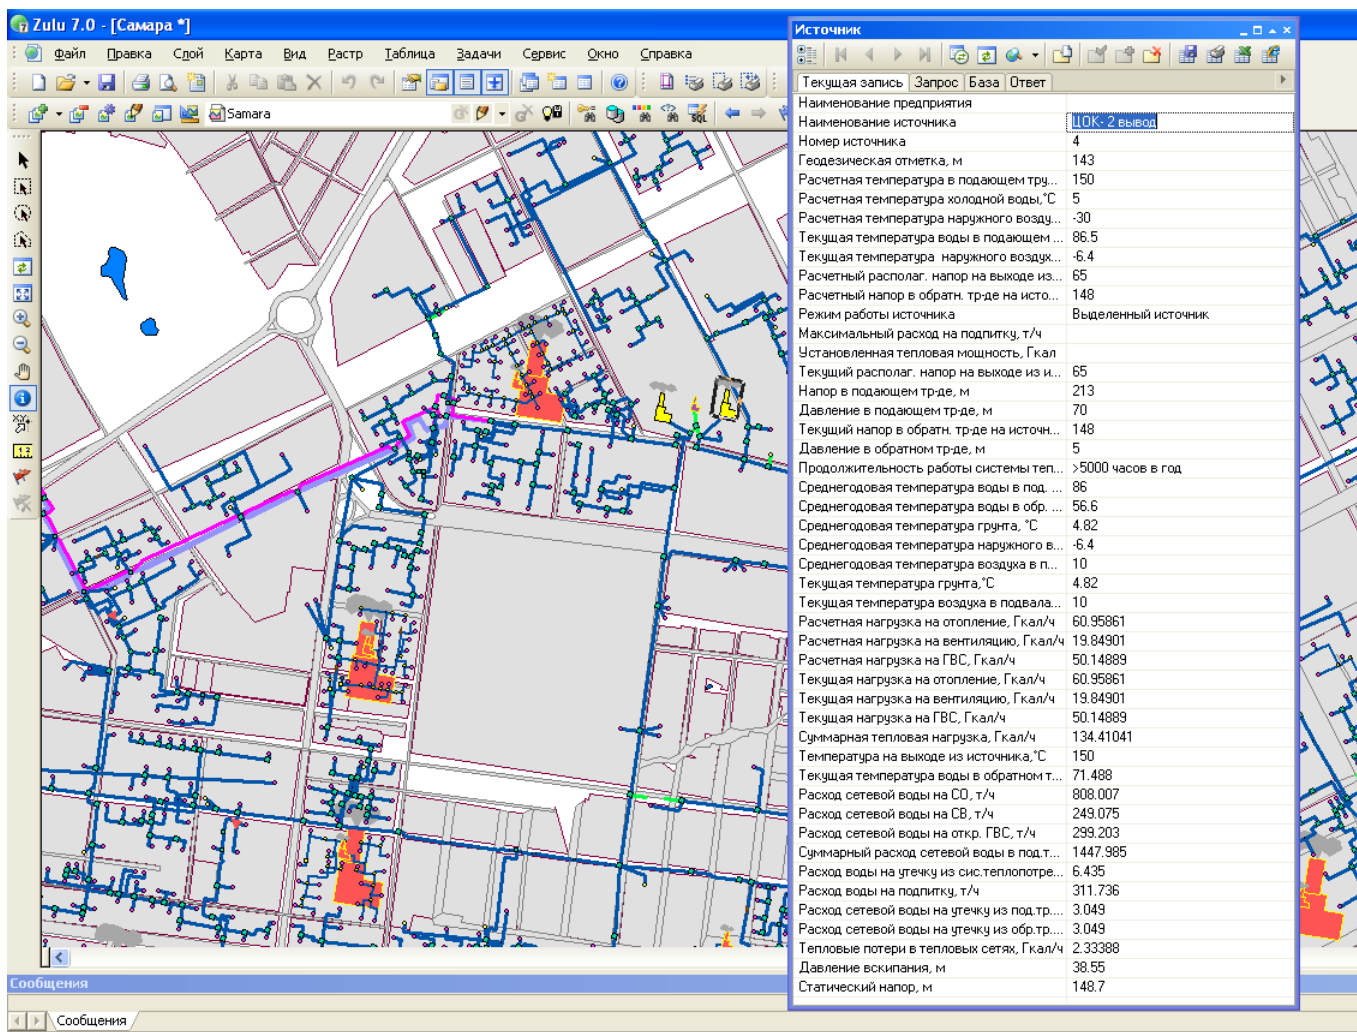 Zulu 7.0 - [Самара *]
Файл Правка Слой Карта Вид Растр Таблица Задачи Сервис Окно Справка
Samara
Источник
Текущая запись Запрос База Ответ
Наименование предприятия
Наименование источника ЦОК- 2 вывод
Номер источника 4
Геодезическая отметка, м 143
Расчетная температура в подающем тру... 150
Расчетная температура холодной воды,°C 5
Расчетная температура наружного возду... -30
Текущая температура воды в подающем ... 86.5
Текущая температура наружного воздух... -6.4
Расчетный располаг. напор на выходе из... 65
Расчетный напор в обратн. тр-де на исто... 148
Режим работы источника Выделенный источник
Максимальный расход на подпитку, т/ч
Установленная тепловая мощность, Гкал
Текущий располаг. напор на выходе из и... 65
Напор в подающем тр-де, м 213
Давление в подающем тр-де, м 70
Текущий напор в обратн. тр-де на источн... 148
Давление в обратном тр-де, м 5
Продолжительность работы системы теп... >5000 часов в год
Среднегодовая температура воды в под. ... 86
Среднегодовая температура воды в обр. ... 56.6
Среднегодовая температура грунта, °C 4.82
Среднегодовая температура наружного в... -6.4
Среднегодовая температура воздуха в п... 10
Текущая температура грунта,°C 4.82
Текущая температура воздуха в подвала... 10
Расчетная нагрузка на отопление, Гкал/ч 60.95861
Расчетная нагрузка на вентиляцию, Гкал/ч 19.84901
Расчетная нагрузка на ГВС, Гкал/ч 50.14889
Текущая нагрузка на отопление, Гкал/ч 60.95861
Текущая нагрузка на вентиляцию, Гкал/ч 19.84901
Текущая нагрузка на ГВС, Гкал/ч 50.14889
Суммарная тепловая нагрузка, Гкал/ч 134.41041
Температура на выходе из источника,°C 150
Текущая температура воды в обратном т... 71.488
Расход сетевой воды на СО, т/ч 808.007
Расход сетевой воды на СВ, т/ч 249.075
Расход сетевой воды на откр. ГВС, т/ч 299.203
Суммарный расход сетевой воды в под.т... 1447.985
Расход воды на утечку из сис.теплопотре... 6.435
Расход воды на подпитку, т/ч 311.736
Расход сетевой воды на утечку из под.тр.... 3.049
Расход сетевой воды на утечку из обр.тр.... 3.049
Тепловые потери в тепловых сетях, Гкал/ч 2.33388
Давление вскипания, м 38.55
Статический напор, м 148.7
Сообщения
Сообщения